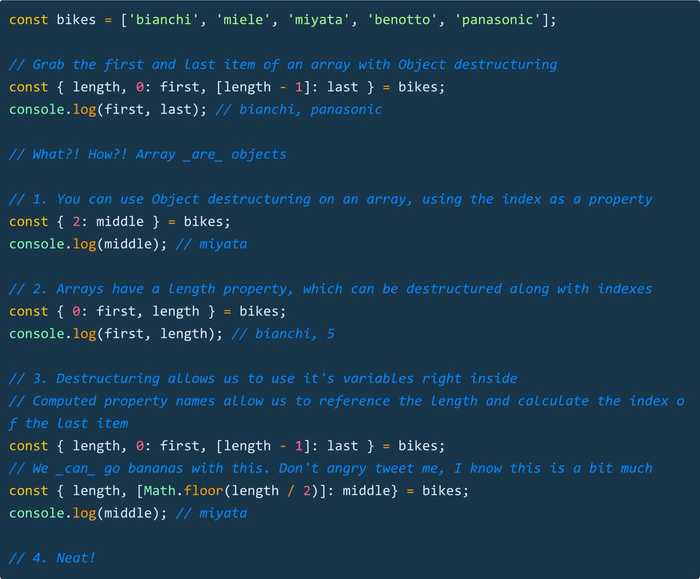 const bikes = ['bianchi', 'miele', 'miyata', 'benotto', 'panasonic'];
// Grab the first and last item of an array with Object destructuring
const { length, 0: first, [length - 1]: last } = bikes;
console.log(first, last); // bianchi, panasonic
// What?! How?! Array _are_ objects
// 1. You can use Object destructuring on an array, using the index as a property
const { 2: middle } = bikes;
console.log(middle); // miyata
// 2. Arrays have a length property, which can be destructured along with indexes
const { 0: first, length } = bikes;
console.log(first, length); // bianchi, 5
// 3. Destructuring allows us to use it's variables right inside
// Computed property names allow us to reference the length and calculate the index o
f the last item
const { length, 0: first, [length - 1]: last } = bikes;
// We _can_ go bananas with this. Don't angry tweet me, I know this is a bit much
const { length, [Math.floor(length / 2)]: middle} = bikes;
console.log(middle); // miyata
// 4. Neat!